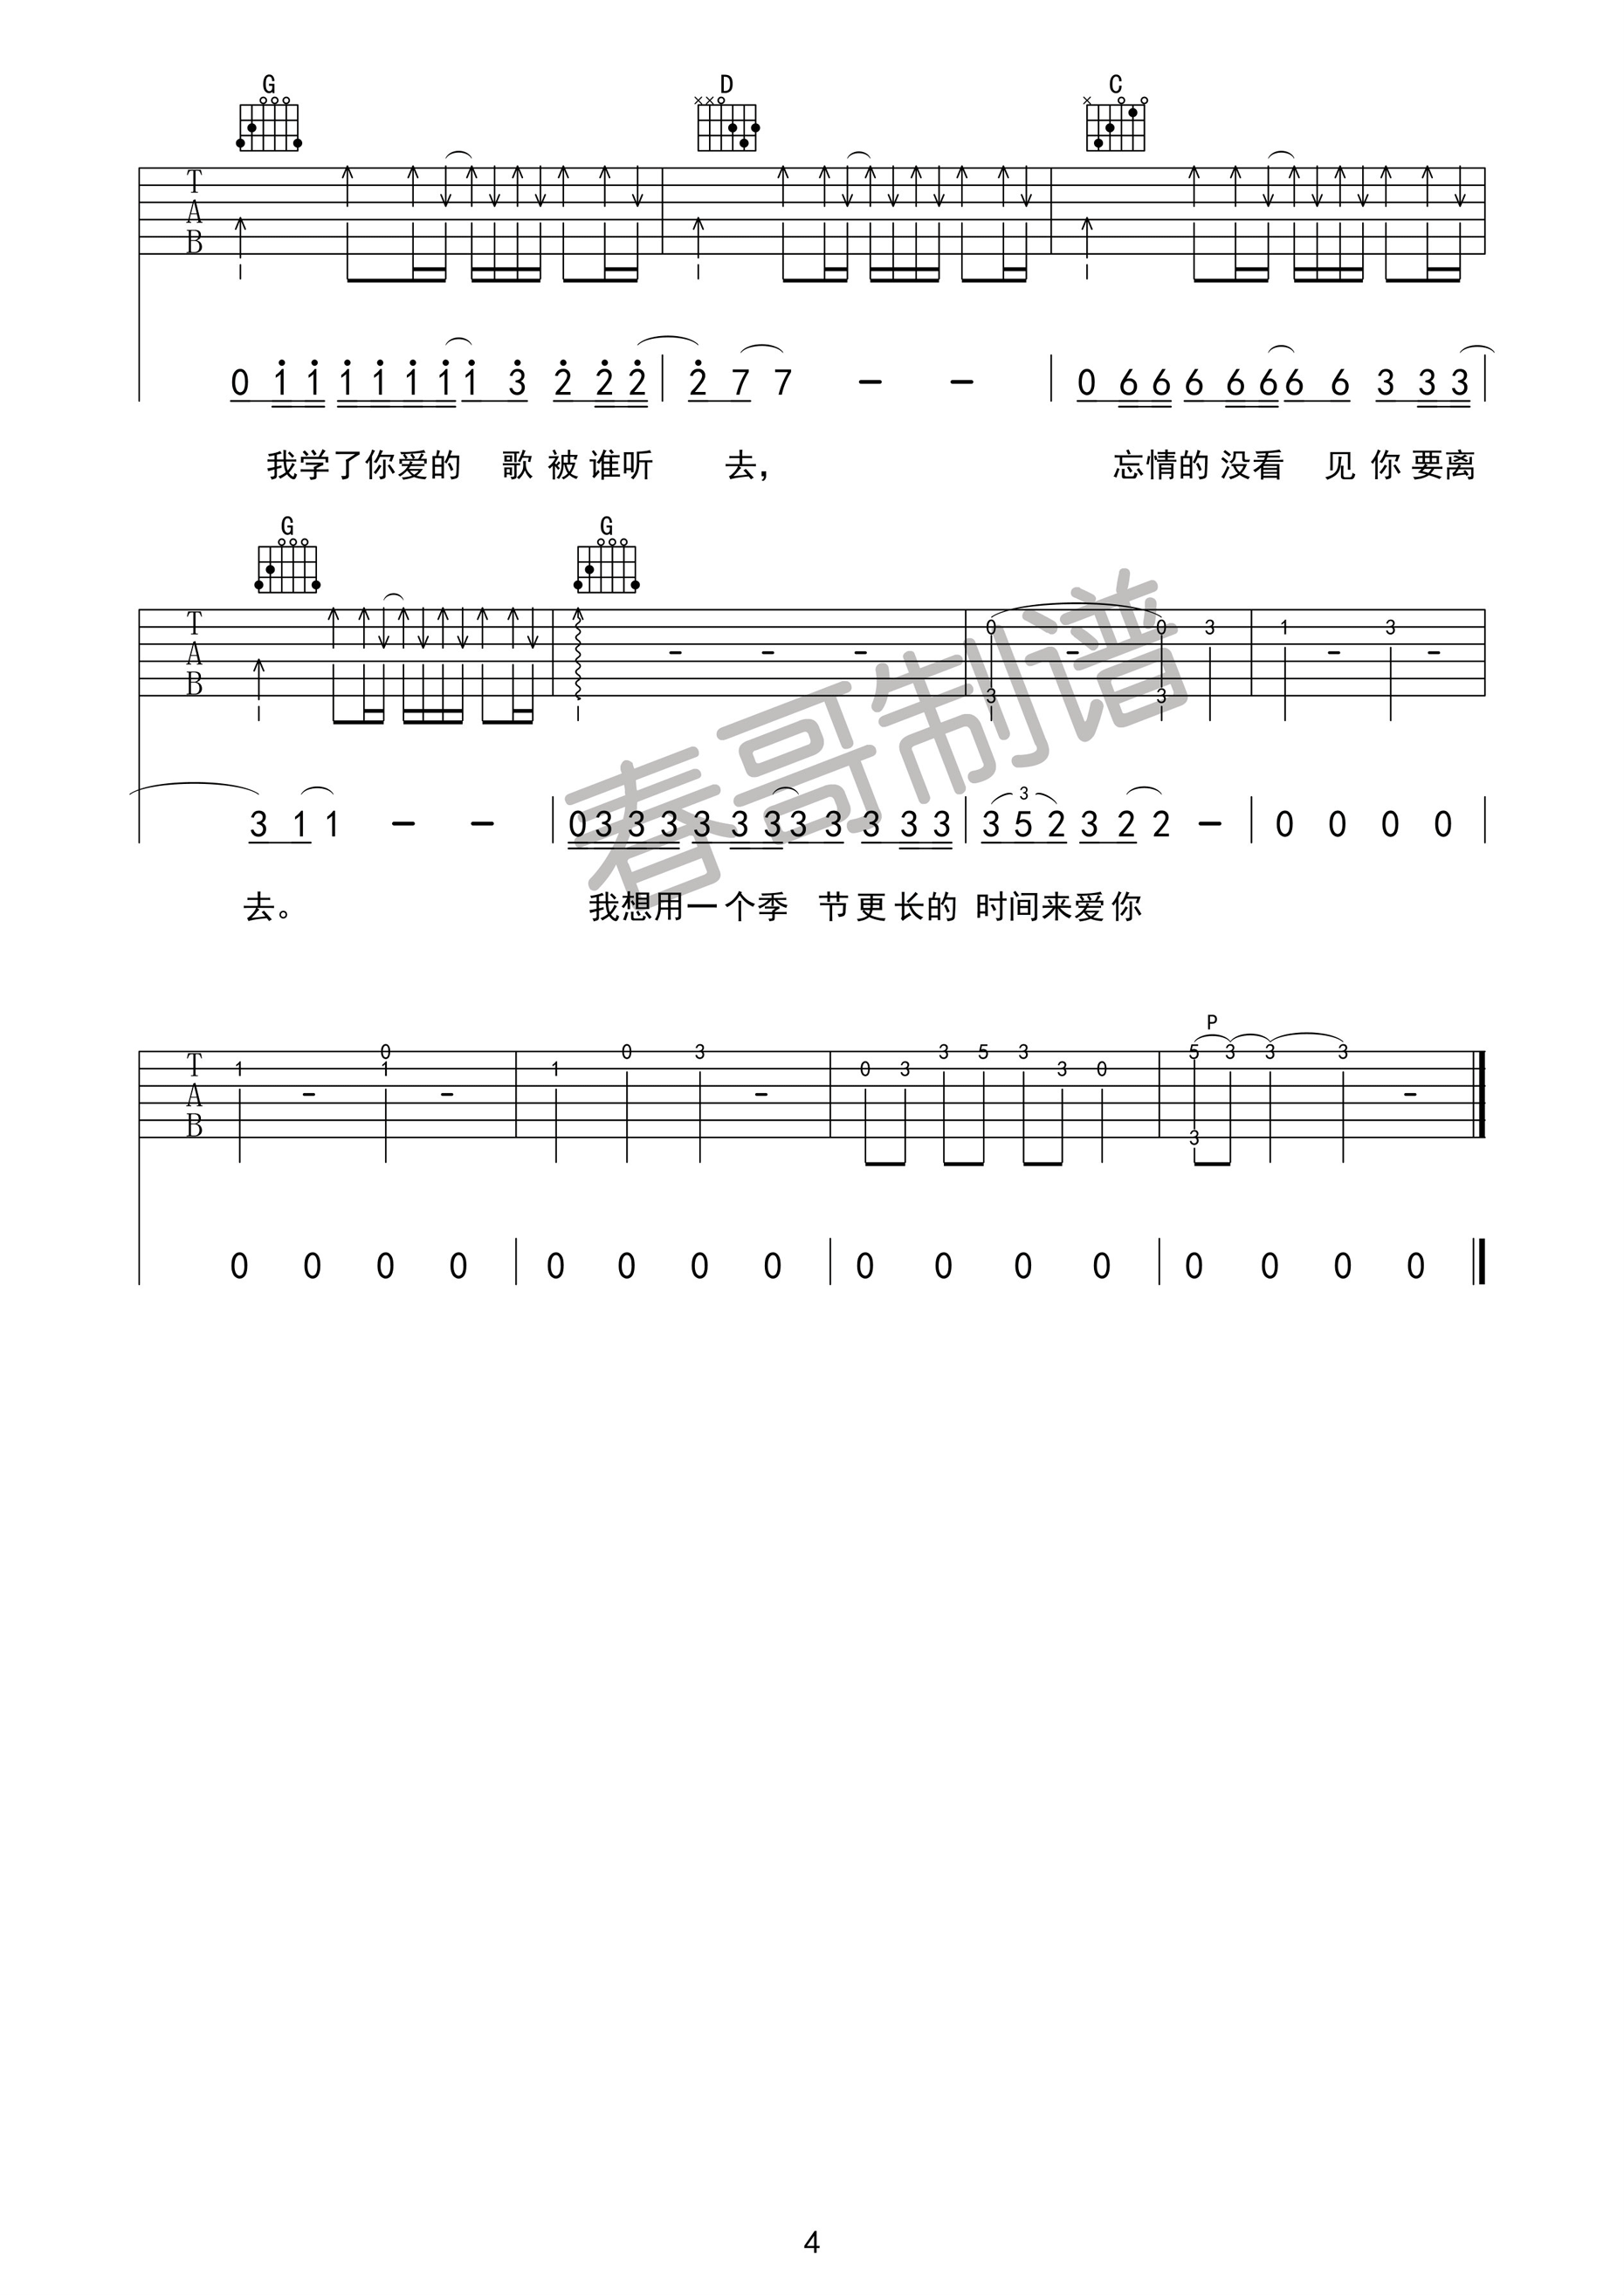 G D C
T
A
B
0 1 1 1 1 1 1 1 3 2 2 2 2 7 7 - - 0 6 6 6 6 6 6 6 3 3 3
我学了你爱的 歌被谁听 去， 忘情的没看 见你要离
G G
T 0 0 3 1 3
A - - - - - -
B 3 3
3
3 1 1 - - 0 3 3 3 3 3 3 3 3 3 3 3 3 5 2 3 2 2 - 0 0 0 0
去。 我想用一个季 节更长的 时间来爱你
春哥制谱
P
0 0 3 3 5 3 5 3 3 3
T 1 1 1 0 3 3 0
A - - - -
B 3
0 0 0 0 0 0 0 0 0 0 0 0 0 0 0 0
4